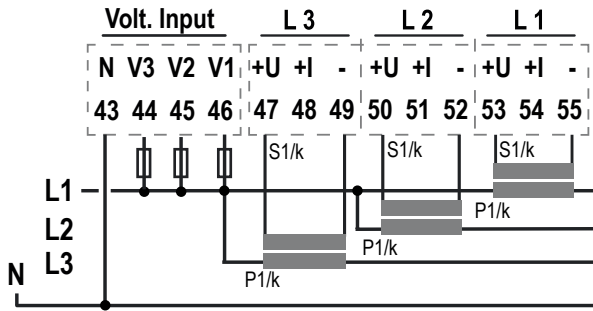 Volt. Input L 3 L 2 L 1
N V3 V2 V1 +U +I - +U +I - +U +I -
43 44 45 46 47 48 49 50 51 52 53 54 55
S1/k S1/k S1/k
L1
P1/k
L2
P1/k
L3
N
P1/k